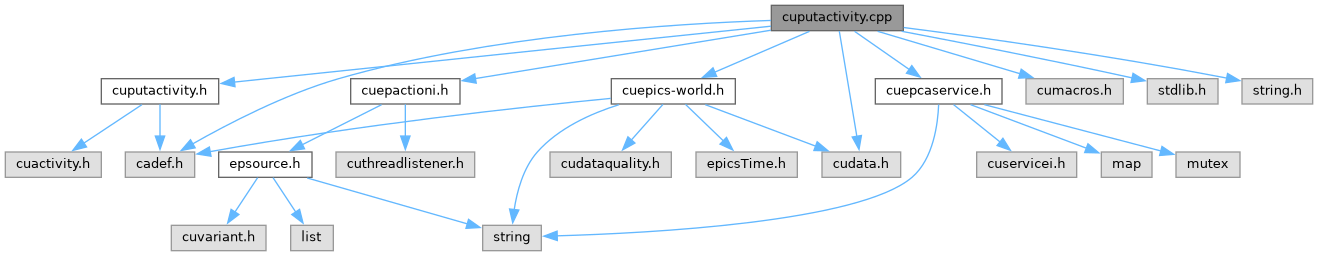 cuputactivity.cpp
cuputactivity.h
cuepactioni.h
cuepics-world.h
cuepcaservice.h
cumacros.h
stdlib.h
string.h
cuactivity.h
cadef.h
epsource.h
cuthreadlistener.h
cudataquality.h
epicsTime.h
cudata.h
cuservicei.h
map
mutex
cuvariant.h
list
string